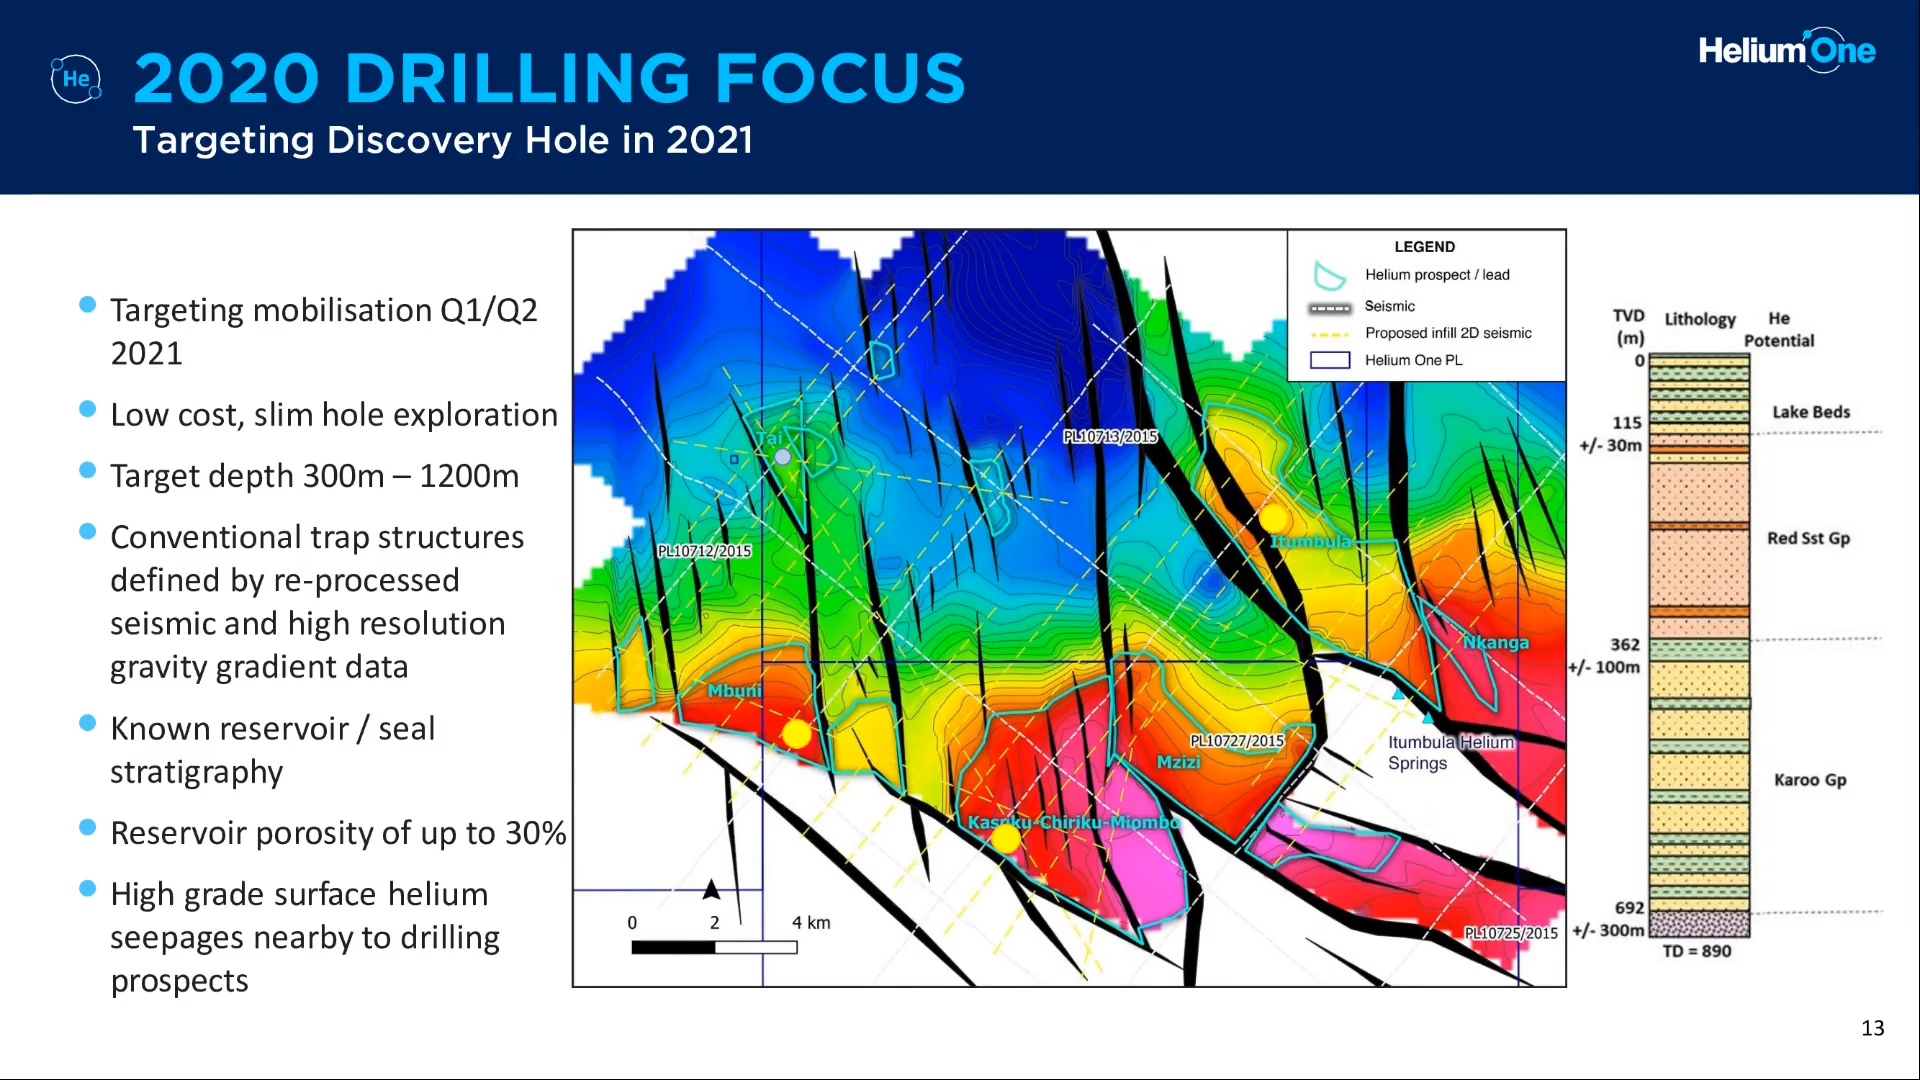 He
2020 DRILLING FOCUS
Targeting Discovery Hole in 2021
Helium One
Targeting mobilisation Q1/Q2
2021
Low cost, slim hole exploration
Target depth 300m – 1200m
Conventional trap structures
defined by re-processed
seismic and high resolution
gravity gradient data
Known reservoir / seal
stratigraphy
Reservoir porosity of up to 30%
High grade surface helium
seepages nearby to drilling
prospects
LEGEND
Helium prospect / lead
Seismic
Proposed infill 2D seismic
Helium One PL
Tai
PL10713/2015
PL10712/2015
Itumbula
Nkanga
Mbuni
PL10727/2015
Mzizi
Itumbula Helium
Springs
Kasuku-Chiriku-Miombo
PL10725/2015
0 2 4 km
TVD
(m)
Lithology
He
Potential
0
Lake Beds
115
+/- 30m
Red Sst Gp
362
+/- 100m
Karoo Gp
692
+/- 300m
TD = 890
13